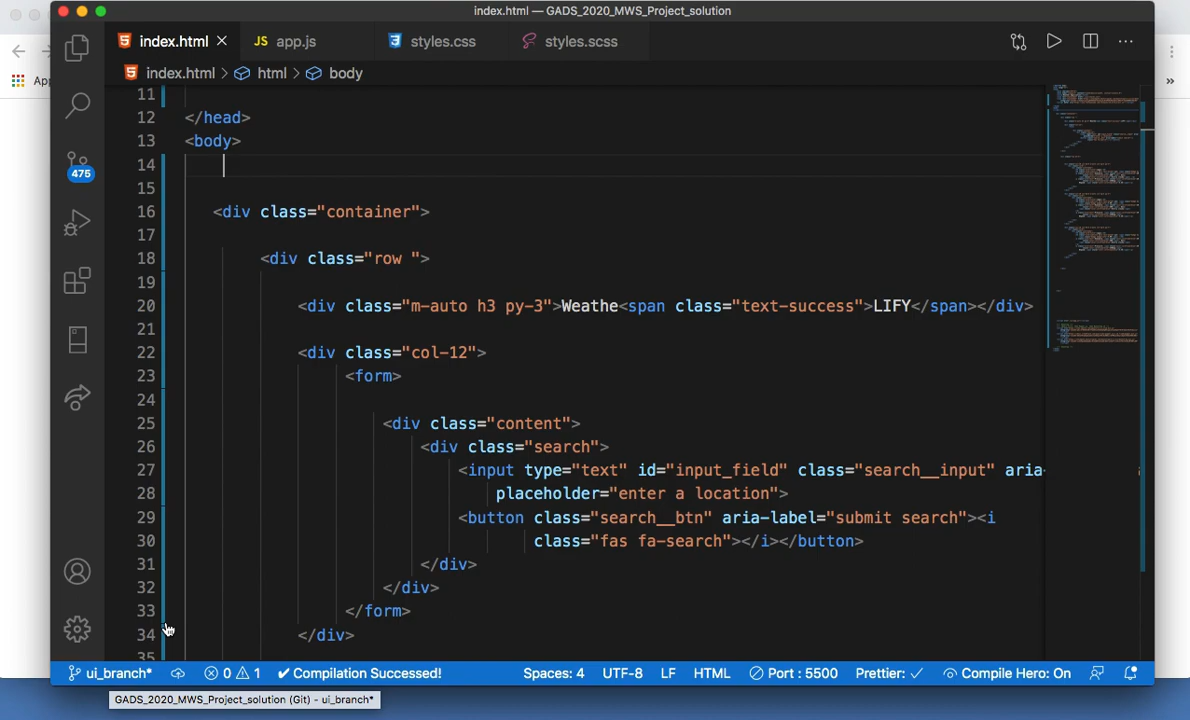 index.html — GADS_2020_MWS_Project_solution
index.html
JS app.js
styles.css
styles.scss
App
»
index.html > html > body
475
11
12 </head>
13 <body>
14
15
16 <div class="container">
17
18 <div class="row ">
19
20 <div class="m-auto h3 py-3">Weathe<span class="text-success">LIFY</span></div>
21
22 <div class="col-12">
23 <form>
24
25 <div class="content">
26 <div class="search">
27 <input type="text" id="input_field" class="search__input" aria-
28 placeholder="enter a location">
29 <button class="search__btn" aria-label="submit search"><i
30 class="fas fa-search"></i></button>
31 </div>
32 </div>
33 </form>
34 </div>
35
ui_branch* 0 1 ✔ Compilation Successed! Spaces: 4 UTF-8 LF HTML Port : 5500 Prettier: ✓ Compile Hero: On
GADS_2020_MWS_Project_solution (Git) - ui_branch*